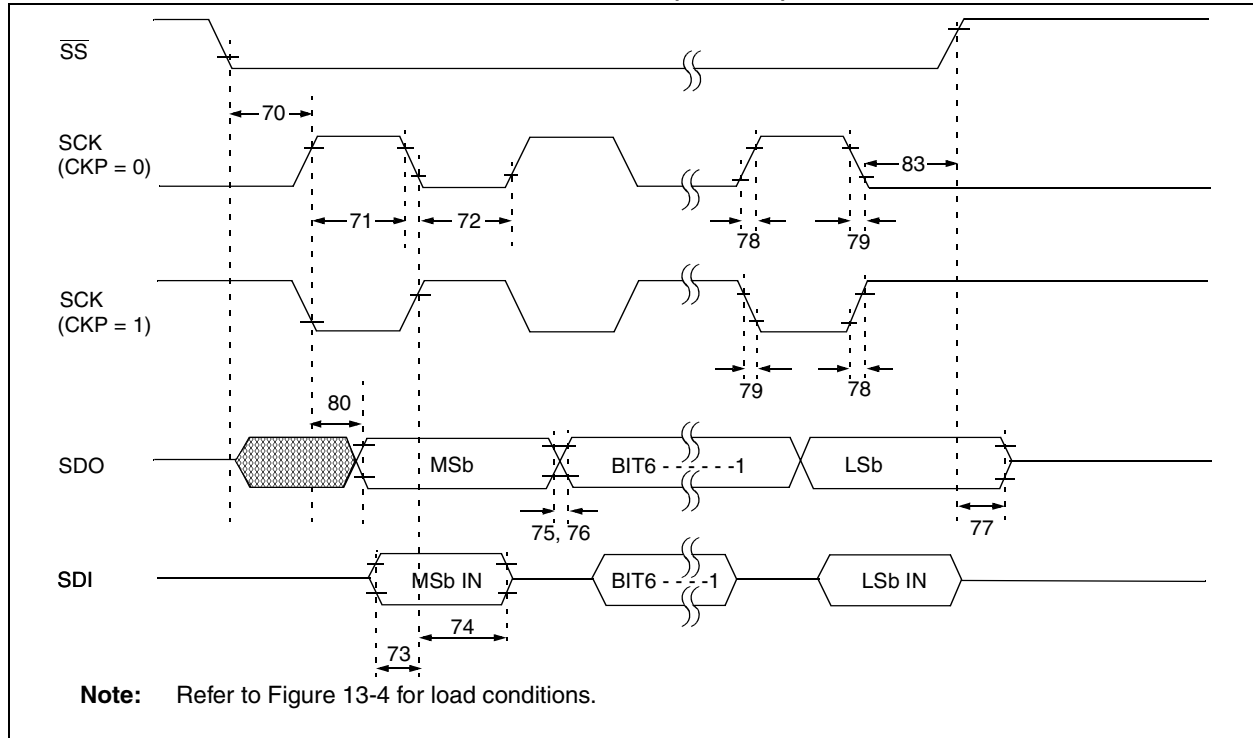 SS
70
SCK
(CKP = 0)
83
71
72
78
79
SCK
(CKP = 1)
79
78
80
SDO
MSb
BIT6 - - - - - -1
LSb
75, 76
77
SDI
MSb IN
BIT6 - - - - -1
LSb IN
74
73
Note: Refer to Figure 13-4 for load conditions.